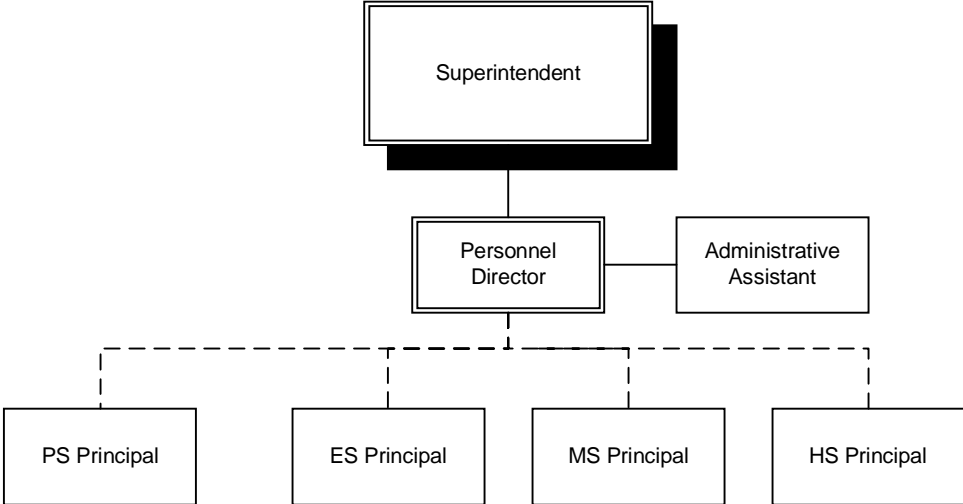 Superintendent
Personnel
Director
Administrative
Assistant
PS Principal
ES Principal
MS Principal
HS Principal